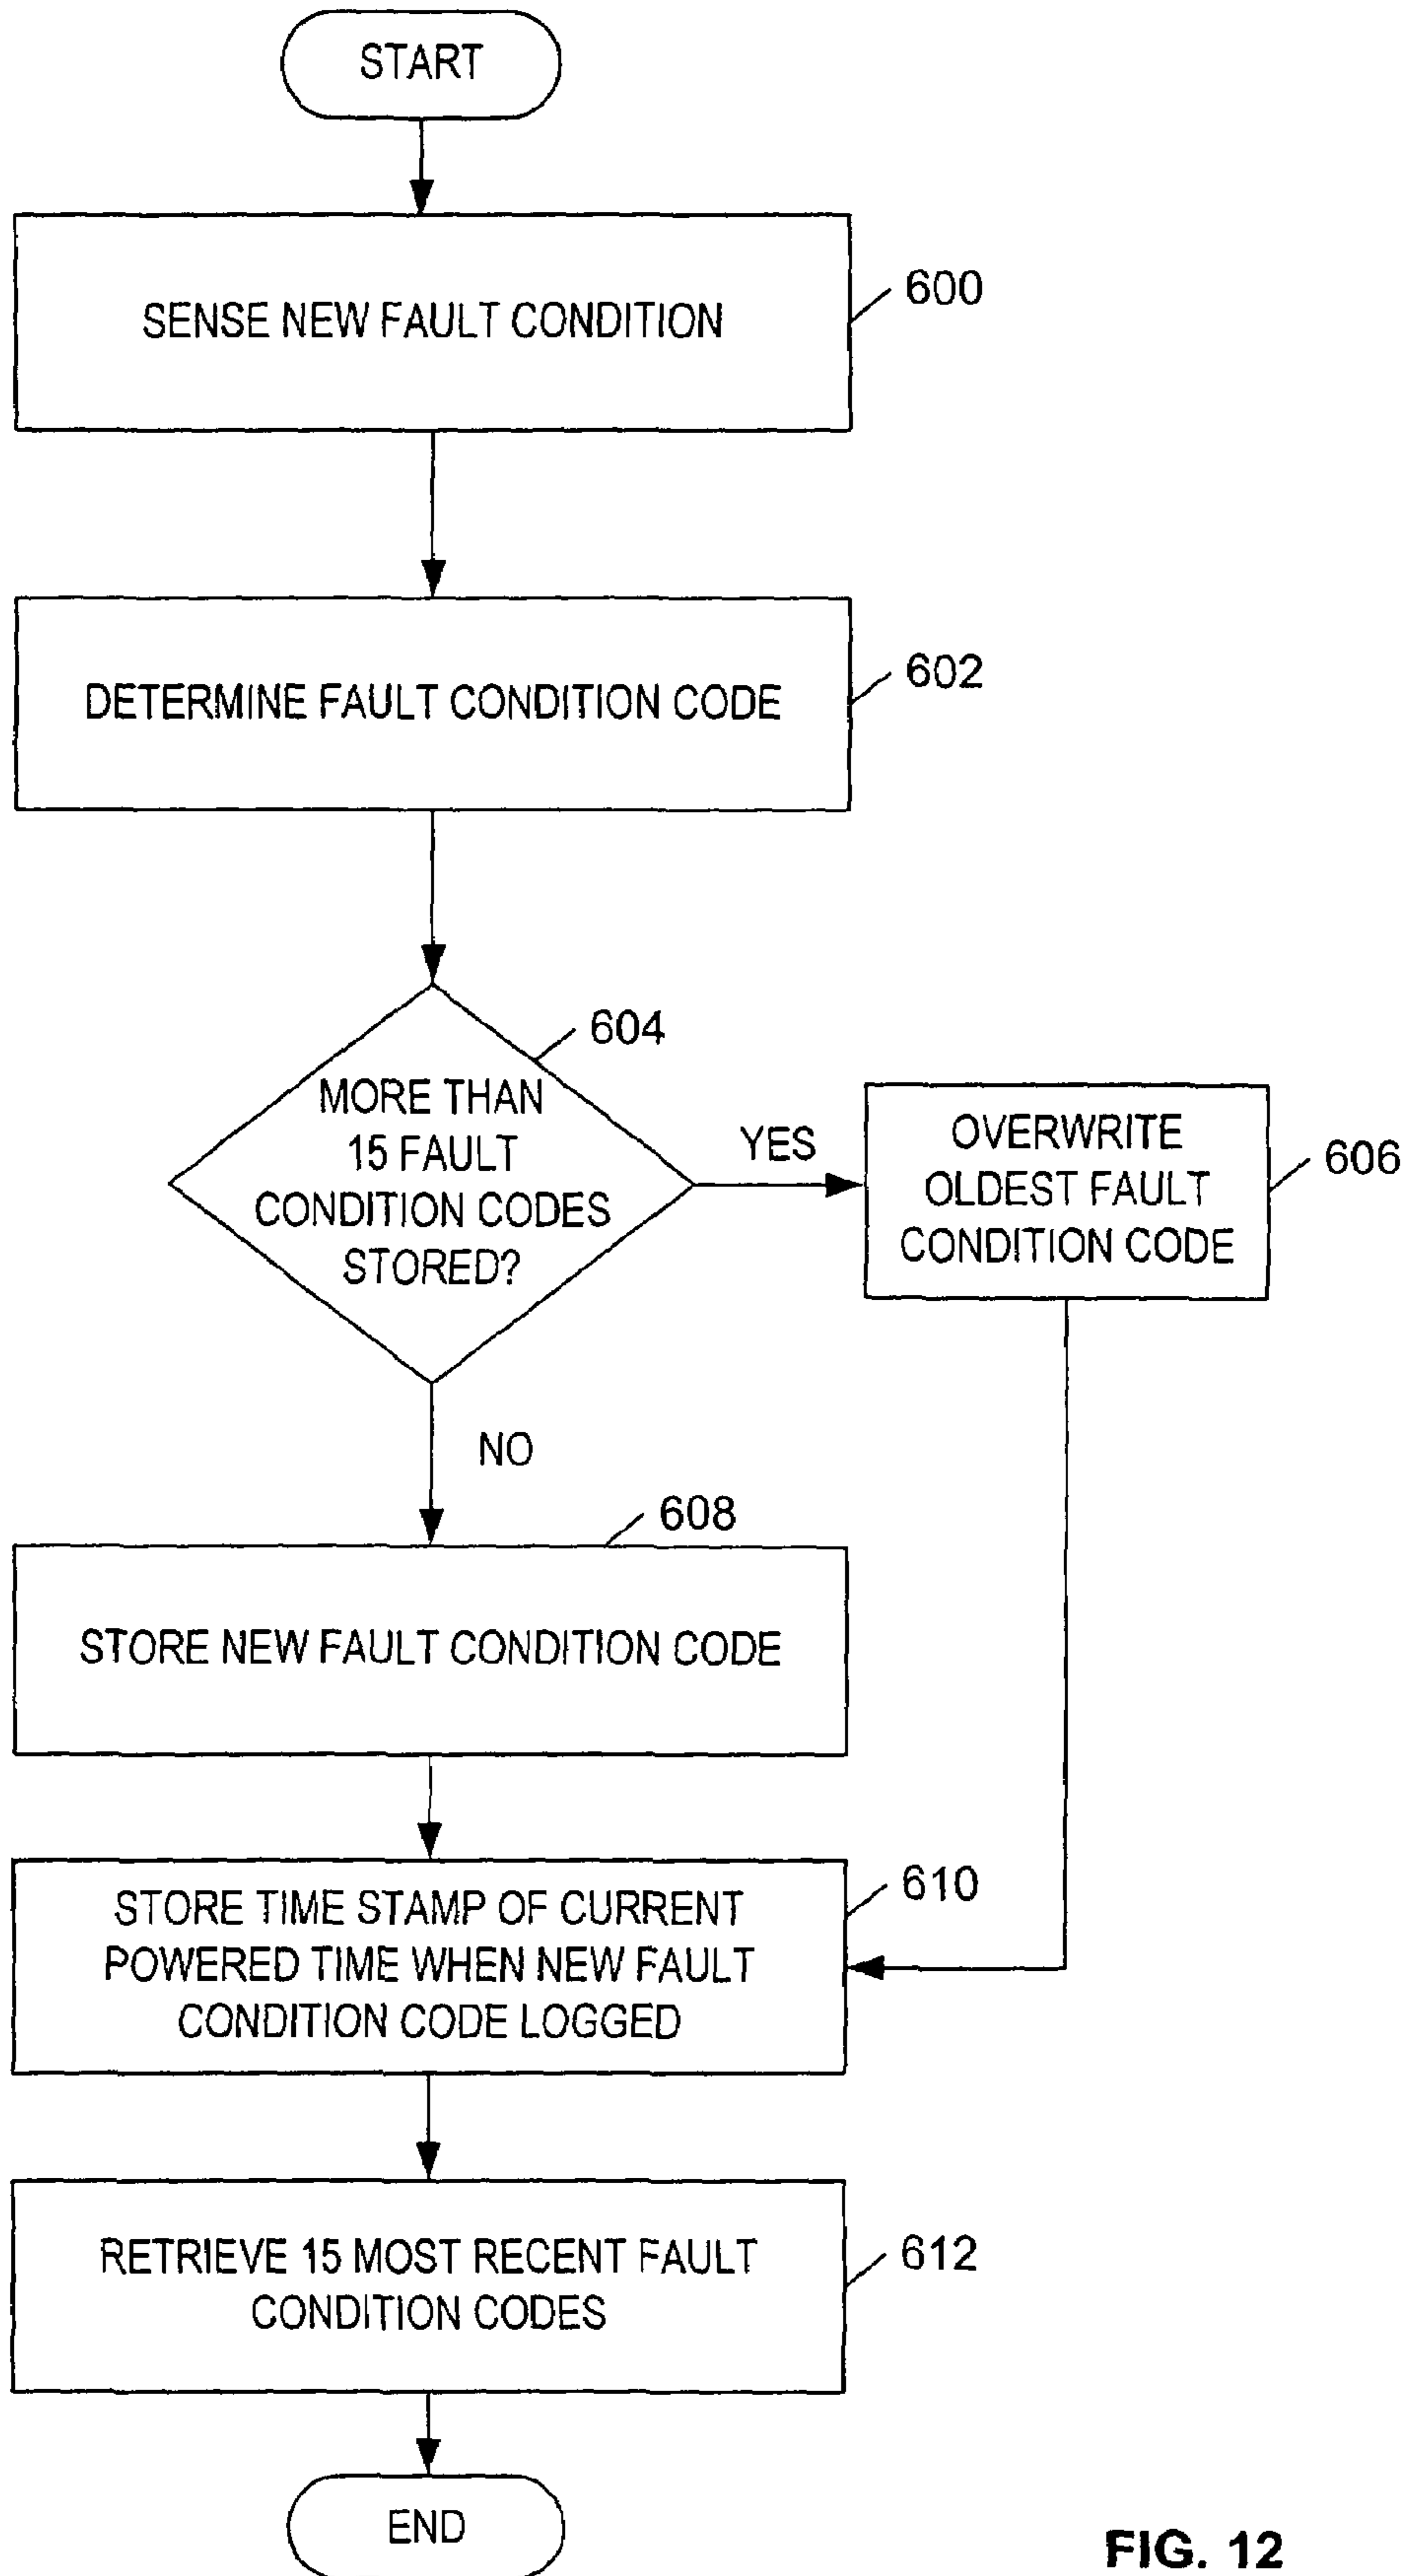 START
SENSE NEW FAULT CONDITION
600
DETERMINE FAULT CONDITION CODE
602
604
MORE THAN
15 FAULT
CONDITION CODES
STORED?
YES
OVERWRITE
OLDEST FAULT
CONDITION CODE
606
NO
608
STORE NEW FAULT CONDITION CODE
STORE TIME STAMP OF CURRENT
POWERED TIME WHEN NEW FAULT
CONDITION CODE LOGGED
610
RETRIEVE 15 MOST RECENT FAULT
CONDITION CODES
612
END
FIG. 12